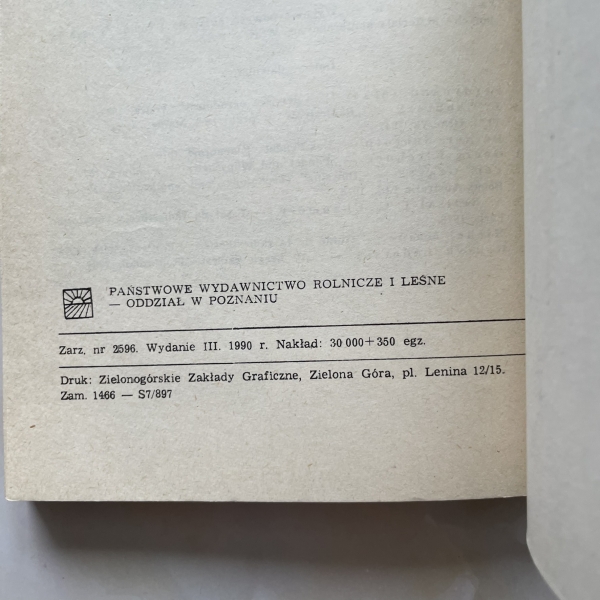 PAŃSTWOWE WYDAWNICTWO ROLNICZE I LEŚNE
— ODDZIAŁ W POZNANIU
Zarz, nr 2596. Wydanie III. 1990 r. Nakład: 30 000+350 egz.
Druk: Zielonogórskie Zakłady Graficzne, Zielona Góra, pl. Lenina 12/15.
Zam. 1466 — S7/897